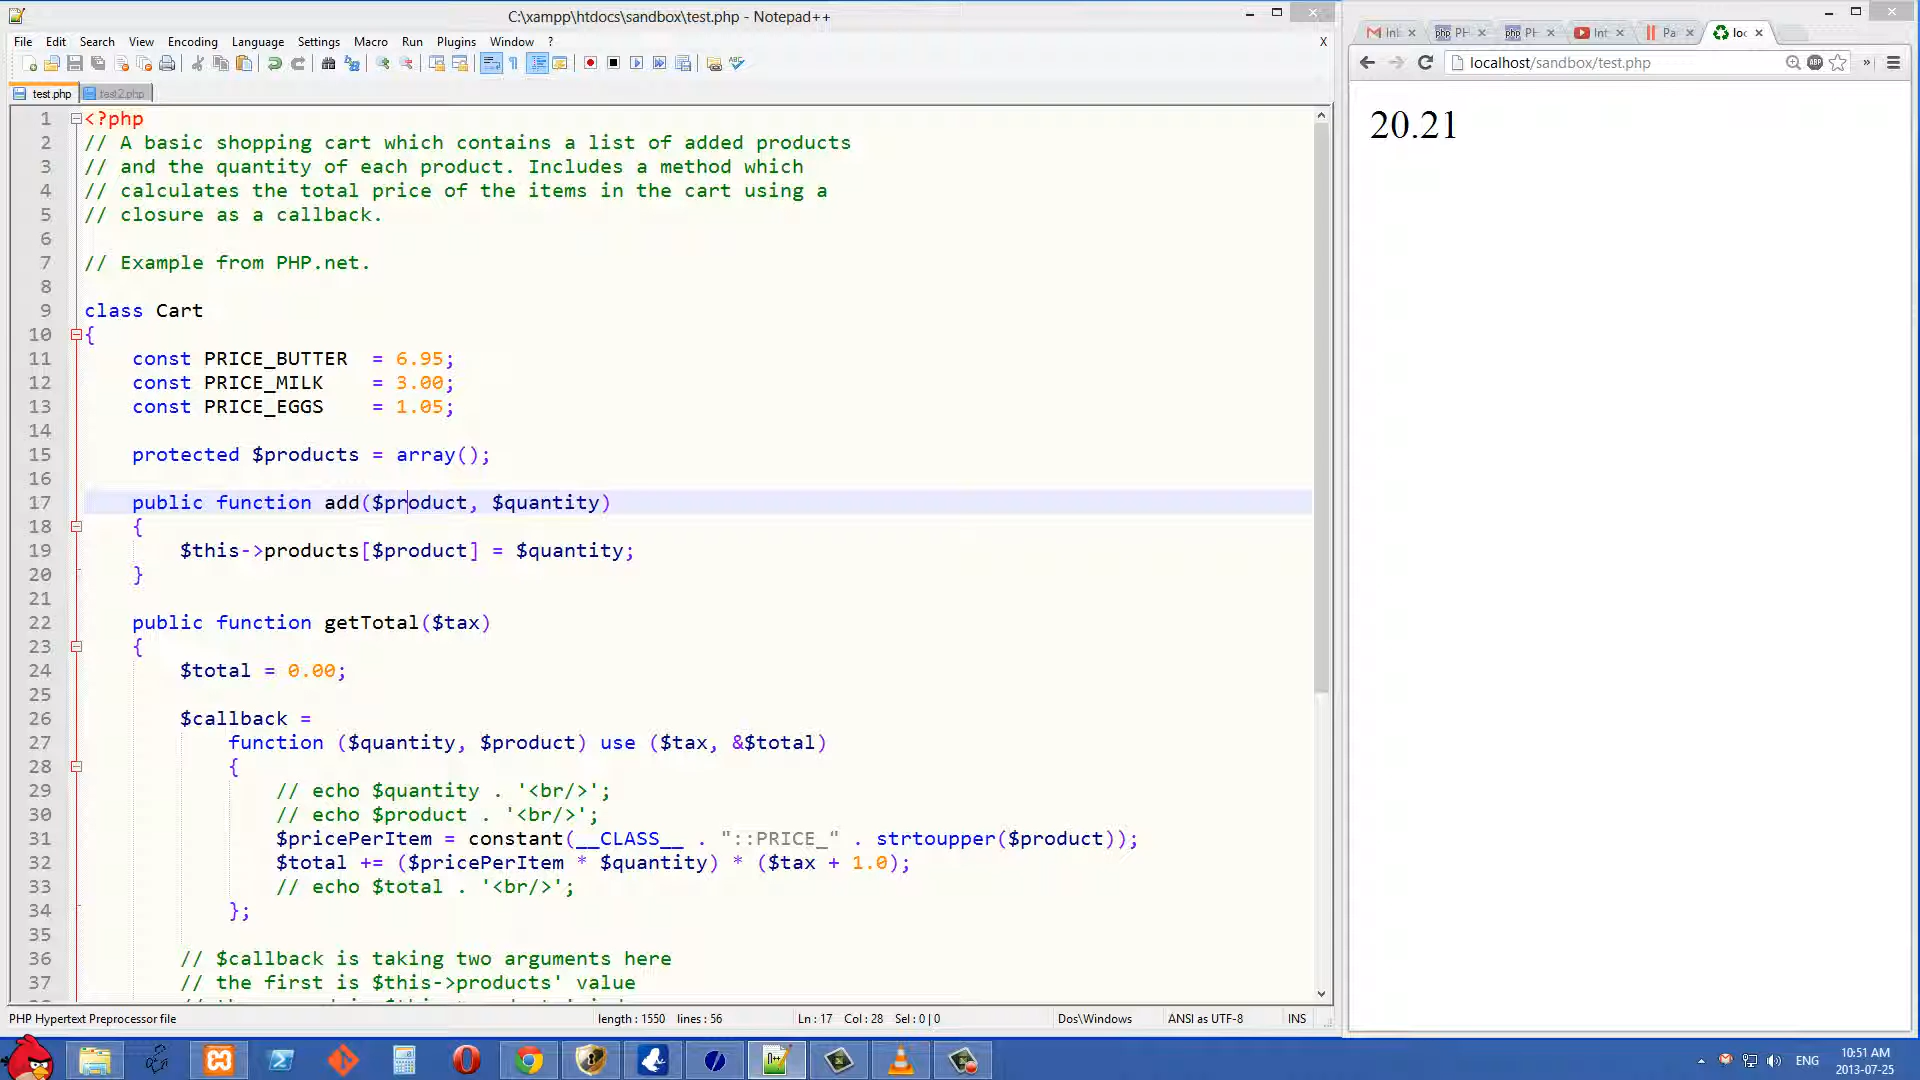 C:\xampp\htdocs\sandbox\test.php - Notepad++
File Edit Search View Encoding Language Settings Macro Run Plugins Window ? X
test.php test2.php
1 <?php
2 // A basic shopping cart which contains a list of added products
3 // and the quantity of each product. Includes a method which
4 // calculates the total price of the items in the cart using a
5 // closure as a callback.
6
7 // Example from PHP.net.
8
9 class Cart
10 {
11 const PRICE_BUTTER = 6.95;
12 const PRICE_MILK = 3.00;
13 const PRICE_EGGS = 1.05;
14
15 protected $products = array();
16
17 public function add($product, $quantity)
18 {
19 $this->products[$product] = $quantity;
20 }
21
22 public function getTotal($tax)
23 {
24 $total = 0.00;
25
26 $callback =
27 function ($quantity, $product) use ($tax, &$total)
28 {
29 // echo $quantity . '<br/>';
30 // echo $product . '<br/>';
31 $pricePerItem = constant(__CLASS__ . "::PRICE_" . strtoupper($product));
32 $total += ($pricePerItem * $quantity) * ($tax + 1.0);
33 // echo $total . '<br/>';
34 };
35
36 // $callback is taking two arguments here
37 // the first is $this->products' value
PHP Hypertext Preprocessor file length : 1550 lines : 56 Ln : 17 Col : 28 Sel : 0 | 0 Dos\Windows ANSI as UTF-8 INS
Inl PH PH Int Pa loc
localhost/sandbox/test.php ABP »
20.21
ENG
10:51 AM
2013-07-25